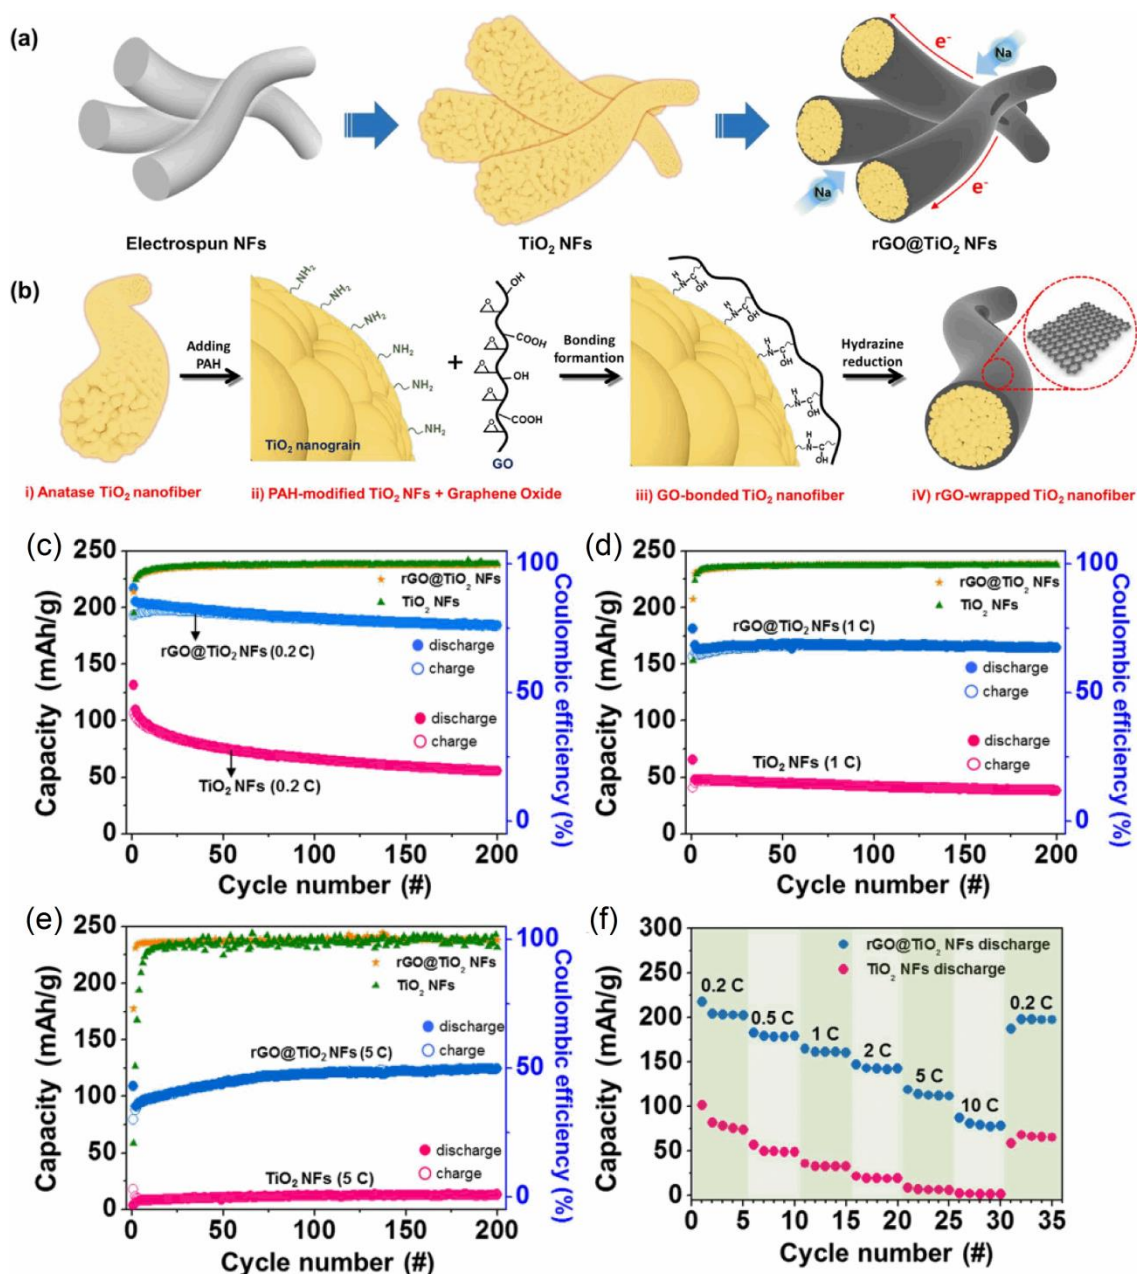 (a)
e⁻
Na
Na
e⁻
Electrospun NFs
TiO₂ NFs
rGO@TiO₂ NFs
(b)
Adding
PAH
NH₂
NH₂
NH₂
NH₂
NH₂
TiO₂ nanograin
+
OH
O
COOH
O
O
OH
O
COOH
O
GO
Bonding
formantion
H
N-C
OH
H
N-C
OH
H
N-C
OH
H
N-C
OH
H
N-C
OH
Hydrazine
reduction
i) Anatase TiO₂ nanofiber
ii) PAH-modified TiO₂ NFs + Graphene Oxide
iii) GO-bonded TiO₂ nanofiber
iV) rGO-wrapped TiO₂ nanofiber
(c)
Capacity (mAh/g)
250
200
150
100
50
0
rGO@TiO₂ NFs
TiO₂ NFs
rGO@TiO₂ NFs (0.2 C)
discharge
charge
discharge
charge
TiO₂ NFs (0.2 C)
100
50
0
Coulombic efficiency (%)
0 50 100 150 200
Cycle number (#)
(d)
Capacity (mAh/g)
250
200
150
100
50
0
rGO@TiO₂ NFs
TiO₂ NFs
rGO@TiO₂ NFs (1 C)
discharge
charge
discharge
charge
TiO₂ NFs (1 C)
100
50
0
Coulombic efficiency (%)
0 50 100 150 200
Cycle number (#)
(e)
Capacity (mAh/g)
250
200
150
100
50
0
rGO@TiO₂ NFs
TiO₂ NFs
discharge
rGO@TiO₂ NFs (5 C)
charge
discharge
charge
TiO₂ NFs (5 C)
100
50
0
Coulombic efficiency (%)
0 50 100 150 200
Cycle number (#)
(f)
Capacity (mAh/g)
300
250
200
150
100
50
0
rGO@TiO₂ NFs discharge
TiO₂ NFs discharge
0.2 C
0.5 C
1 C
2 C
5 C
10 C
0.2 C
0 5 10 15 20 25 30 35
Cycle number (#)